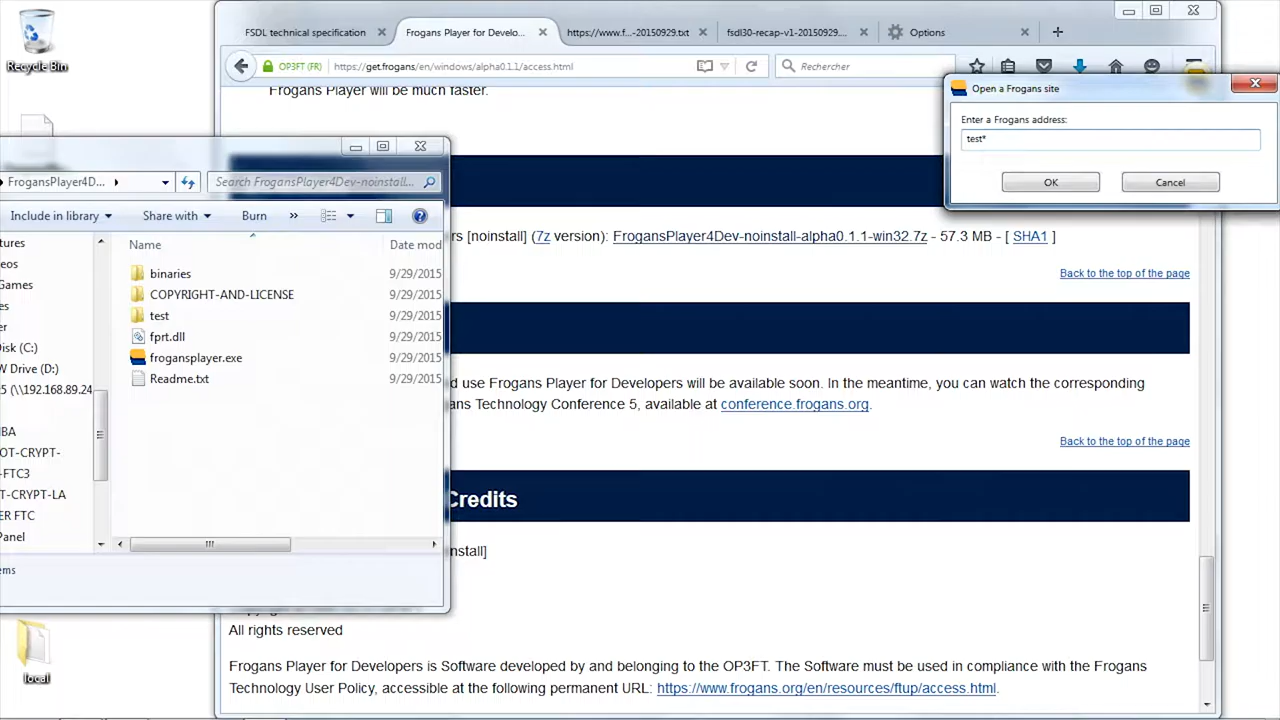 Recycle Bin
local
FSDL technical specification
Frogans Player for Develo...
https://www.f...-20150929.txt
fsdl30-recap-v1-20150929....
Options
OP3FT (FR)
https://get.frogans/en/windows/alpha0.1.1/access.html
Rechercher
Frogans Player will be much faster.
Open a Frogans site
Enter a Frogans address:
test*
OK
Cancel
FrogansPlayer4D...
Search FrogansPlayer4Dev-noinstall...
Include in library
Share with
Burn
»
Name
Date mod
tures
eos
Games
es
er
Disk (C:)
W Drive (D:)
5 (\\192.168.89.24
BA
OT-CRYPT-
-FTC3
T-CRYPT-LA
ER FTC
Panel
ems
binaries
9/29/2015
COPYRIGHT-AND-LICENSE
9/29/2015
test
9/29/2015
fprt.dll
9/29/2015
frogansplayer.exe
9/29/2015
Readme.txt
9/29/2015
rs [noinstall] (7z version): FrogansPlayer4Dev-noinstall-alpha0.1.1-win32.7z - 57.3 MB - [ SHA1 ]
Back to the top of the page
d use Frogans Player for Developers will be available soon. In the meantime, you can watch the corresponding
ans Technology Conference 5, available at conference.frogans.org.
Back to the top of the page
Credits
nstall]
All rights reserved
Frogans Player for Developers is Software developed by and belonging to the OP3FT. The Software must be used in compliance with the Frogans
Technology User Policy, accessible at the following permanent URL: https://www.frogans.org/en/resources/ftup/access.html.